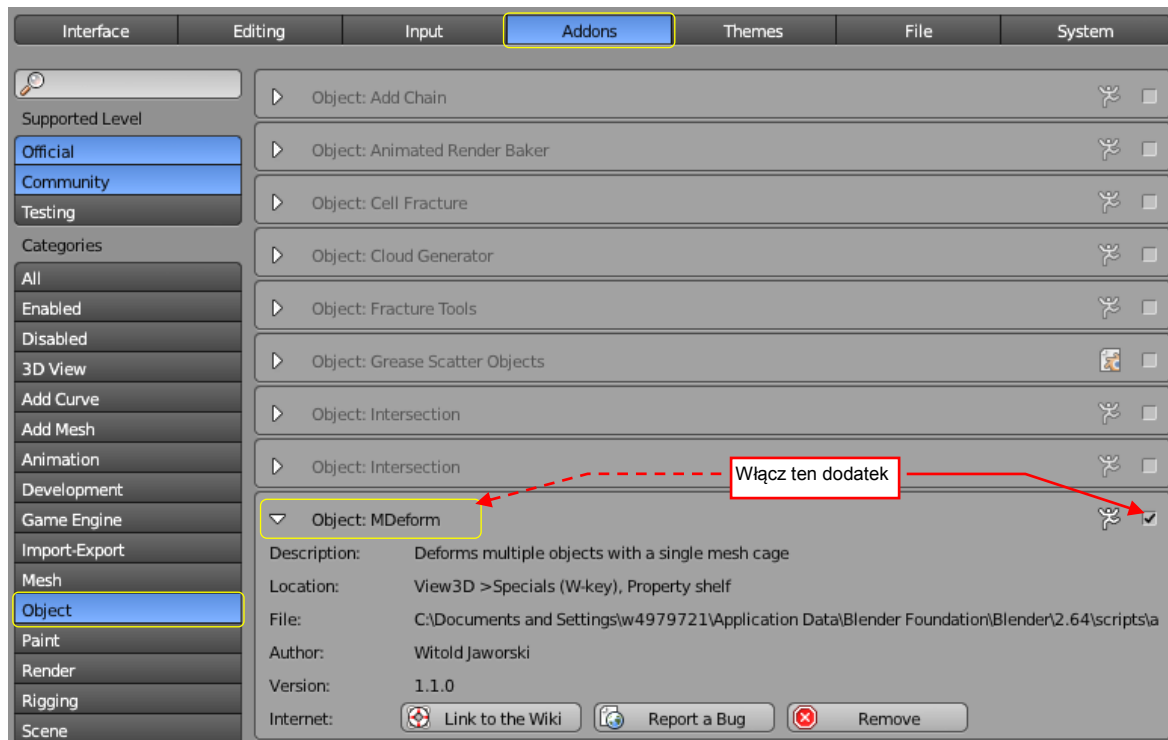 Interface Editing Input Addons Themes File System
Supported Level
Official
Community
Testing
Categories
All
Enabled
Disabled
3D View
Add Curve
Add Mesh
Animation
Development
Game Engine
Import-Export
Mesh
Object
Paint
Render
Rigging
Scene
Object: Add Chain
Object: Animated Render Baker
Object: Cell Fracture
Object: Cloud Generator
Object: Fracture Tools
Object: Grease Scatter Objects
Object: Intersection
Object: Intersection
Włącz ten dodatek
Object: MDeform
Description: Deforms multiple objects with a single mesh cage
Location: View3D >Specials (W-key), Property shelf
File: C:\Documents and Settings\w4979721\Application Data\Blender Foundation\Blender\2.64\scripts\a
Author: Witold Jaworski
Version: 1.1.0
Internet: Link to the Wiki Report a Bug Remove